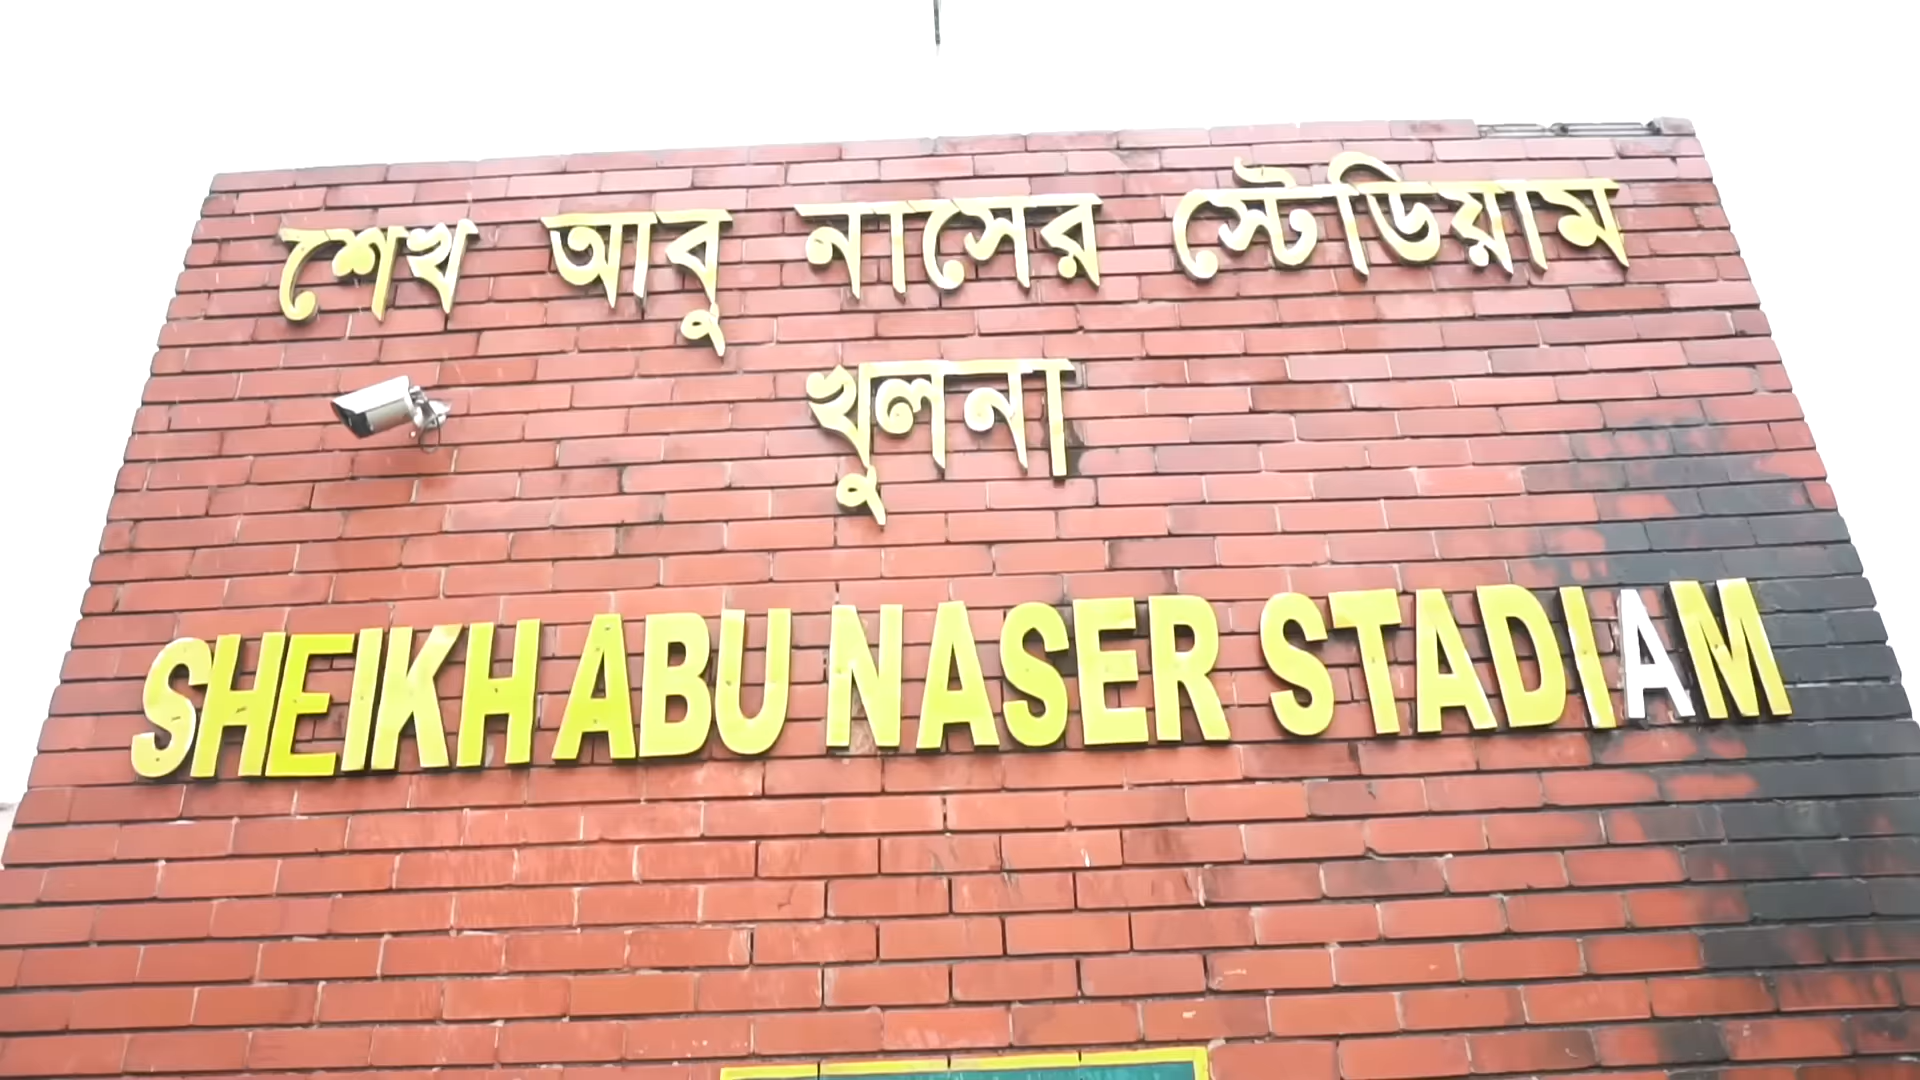 শেখ আবু নাসের স্টেডিয়াম
খুলনা
SHEIKH ABU NASER STADIAM